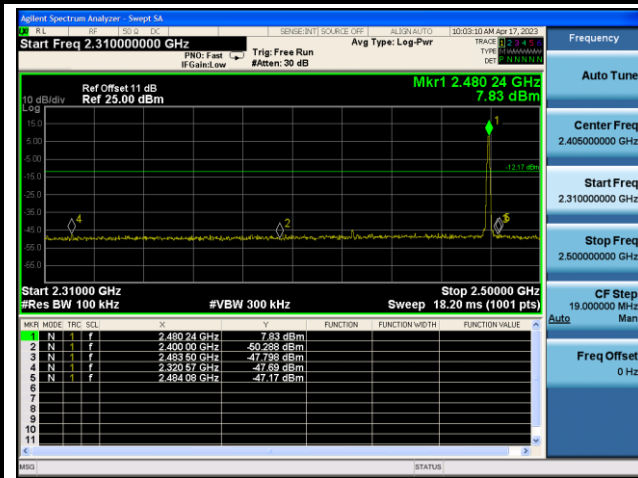 Agilent Spectrum Analyzer - Swept SA
RL RF 50 Ω DC SENSE:INT SOURCE OFF ALIGNAUTO 10:03:10 AM Apr 17, 2023
Start Freq 2.310000000 GHz
PNO: Fast
IFGain:Low
Trig: Free Run
#Atten: 30 dB
Avg Type: Log-Pwr
TRACE 1 2 3 4 5 6
TYPE M
DET P N N N N N
Ref Offset 11 dB
10 dB/div Ref 25.00 dBm
Log
Mkr1 2.480 24 GHz
7.83 dBm
15.0
5.00
-5.00
-15.0
-25.0
-35.0
-45.0
-55.0
-65.0
-12.17 dBm
1
2
4
5
Start 2.31000 GHz Stop 2.50000 GHz
#Res BW 100 kHz #VBW 300 kHz Sweep 18.20 ms (1001 pts)
MKR MODE TRC SCL X Y FUNCTION FUNCTION WIDTH FUNCTION VALUE
1 N 1 f 2.480 24 GHz 7.83 dBm
2 N 1 f 2.400 00 GHz -50.288 dBm
3 N 1 f 2.483 50 GHz -47.798 dBm
4 N 1 f 2.320 57 GHz -47.69 dBm
5 N 1 f 2.484 08 GHz -47.17 dBm
6
7
8
9
10
11
MSG STATUS
Frequency
Auto Tune
Center Freq
2.405000000 GHz
Start Freq
2.310000000 GHz
Stop Freq
2.500000000 GHz
CF Step
19.000000 MHz
Auto Man
Freq Offset
0 Hz